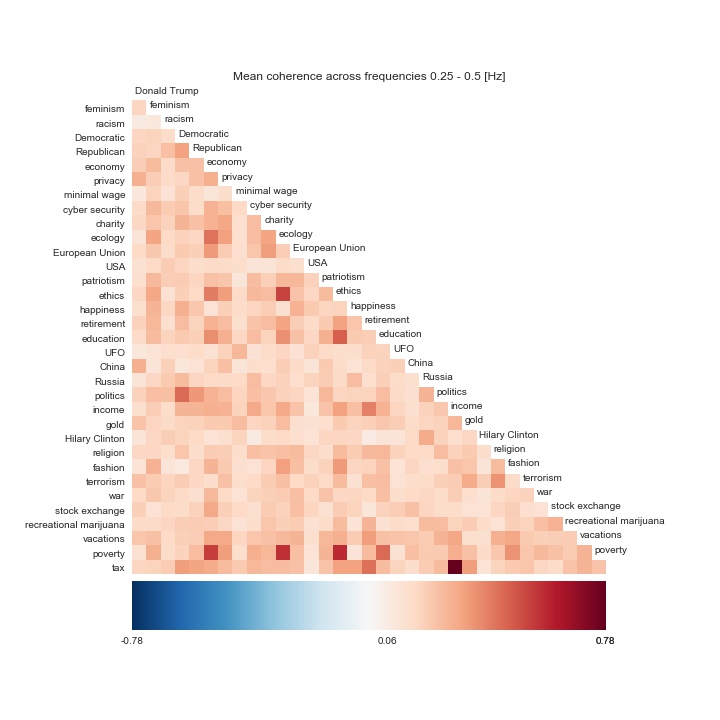 Mean coherence across frequencies 0.25 - 0.5 [Hz]
Donald Trump
feminism feminism
racism racism
Democratic Democratic
Republican Republican
economy economy
privacy privacy
minimal wage minimal wage
cyber security cyber security
charity charity
ecology ecology
European Union European Union
USA USA
patriotism patriotism
ethics ethics
happiness happiness
retirement retirement
education education
UFO UFO
China China
Russia Russia
politics politics
income income
gold gold
Hilary Clinton Hilary Clinton
religion religion
fashion fashion
terrorism terrorism
war war
stock exchange stock exchange
recreational marijuana recreational marijuana
vacations vacations
poverty poverty
tax
-0.78 0.06 0.78